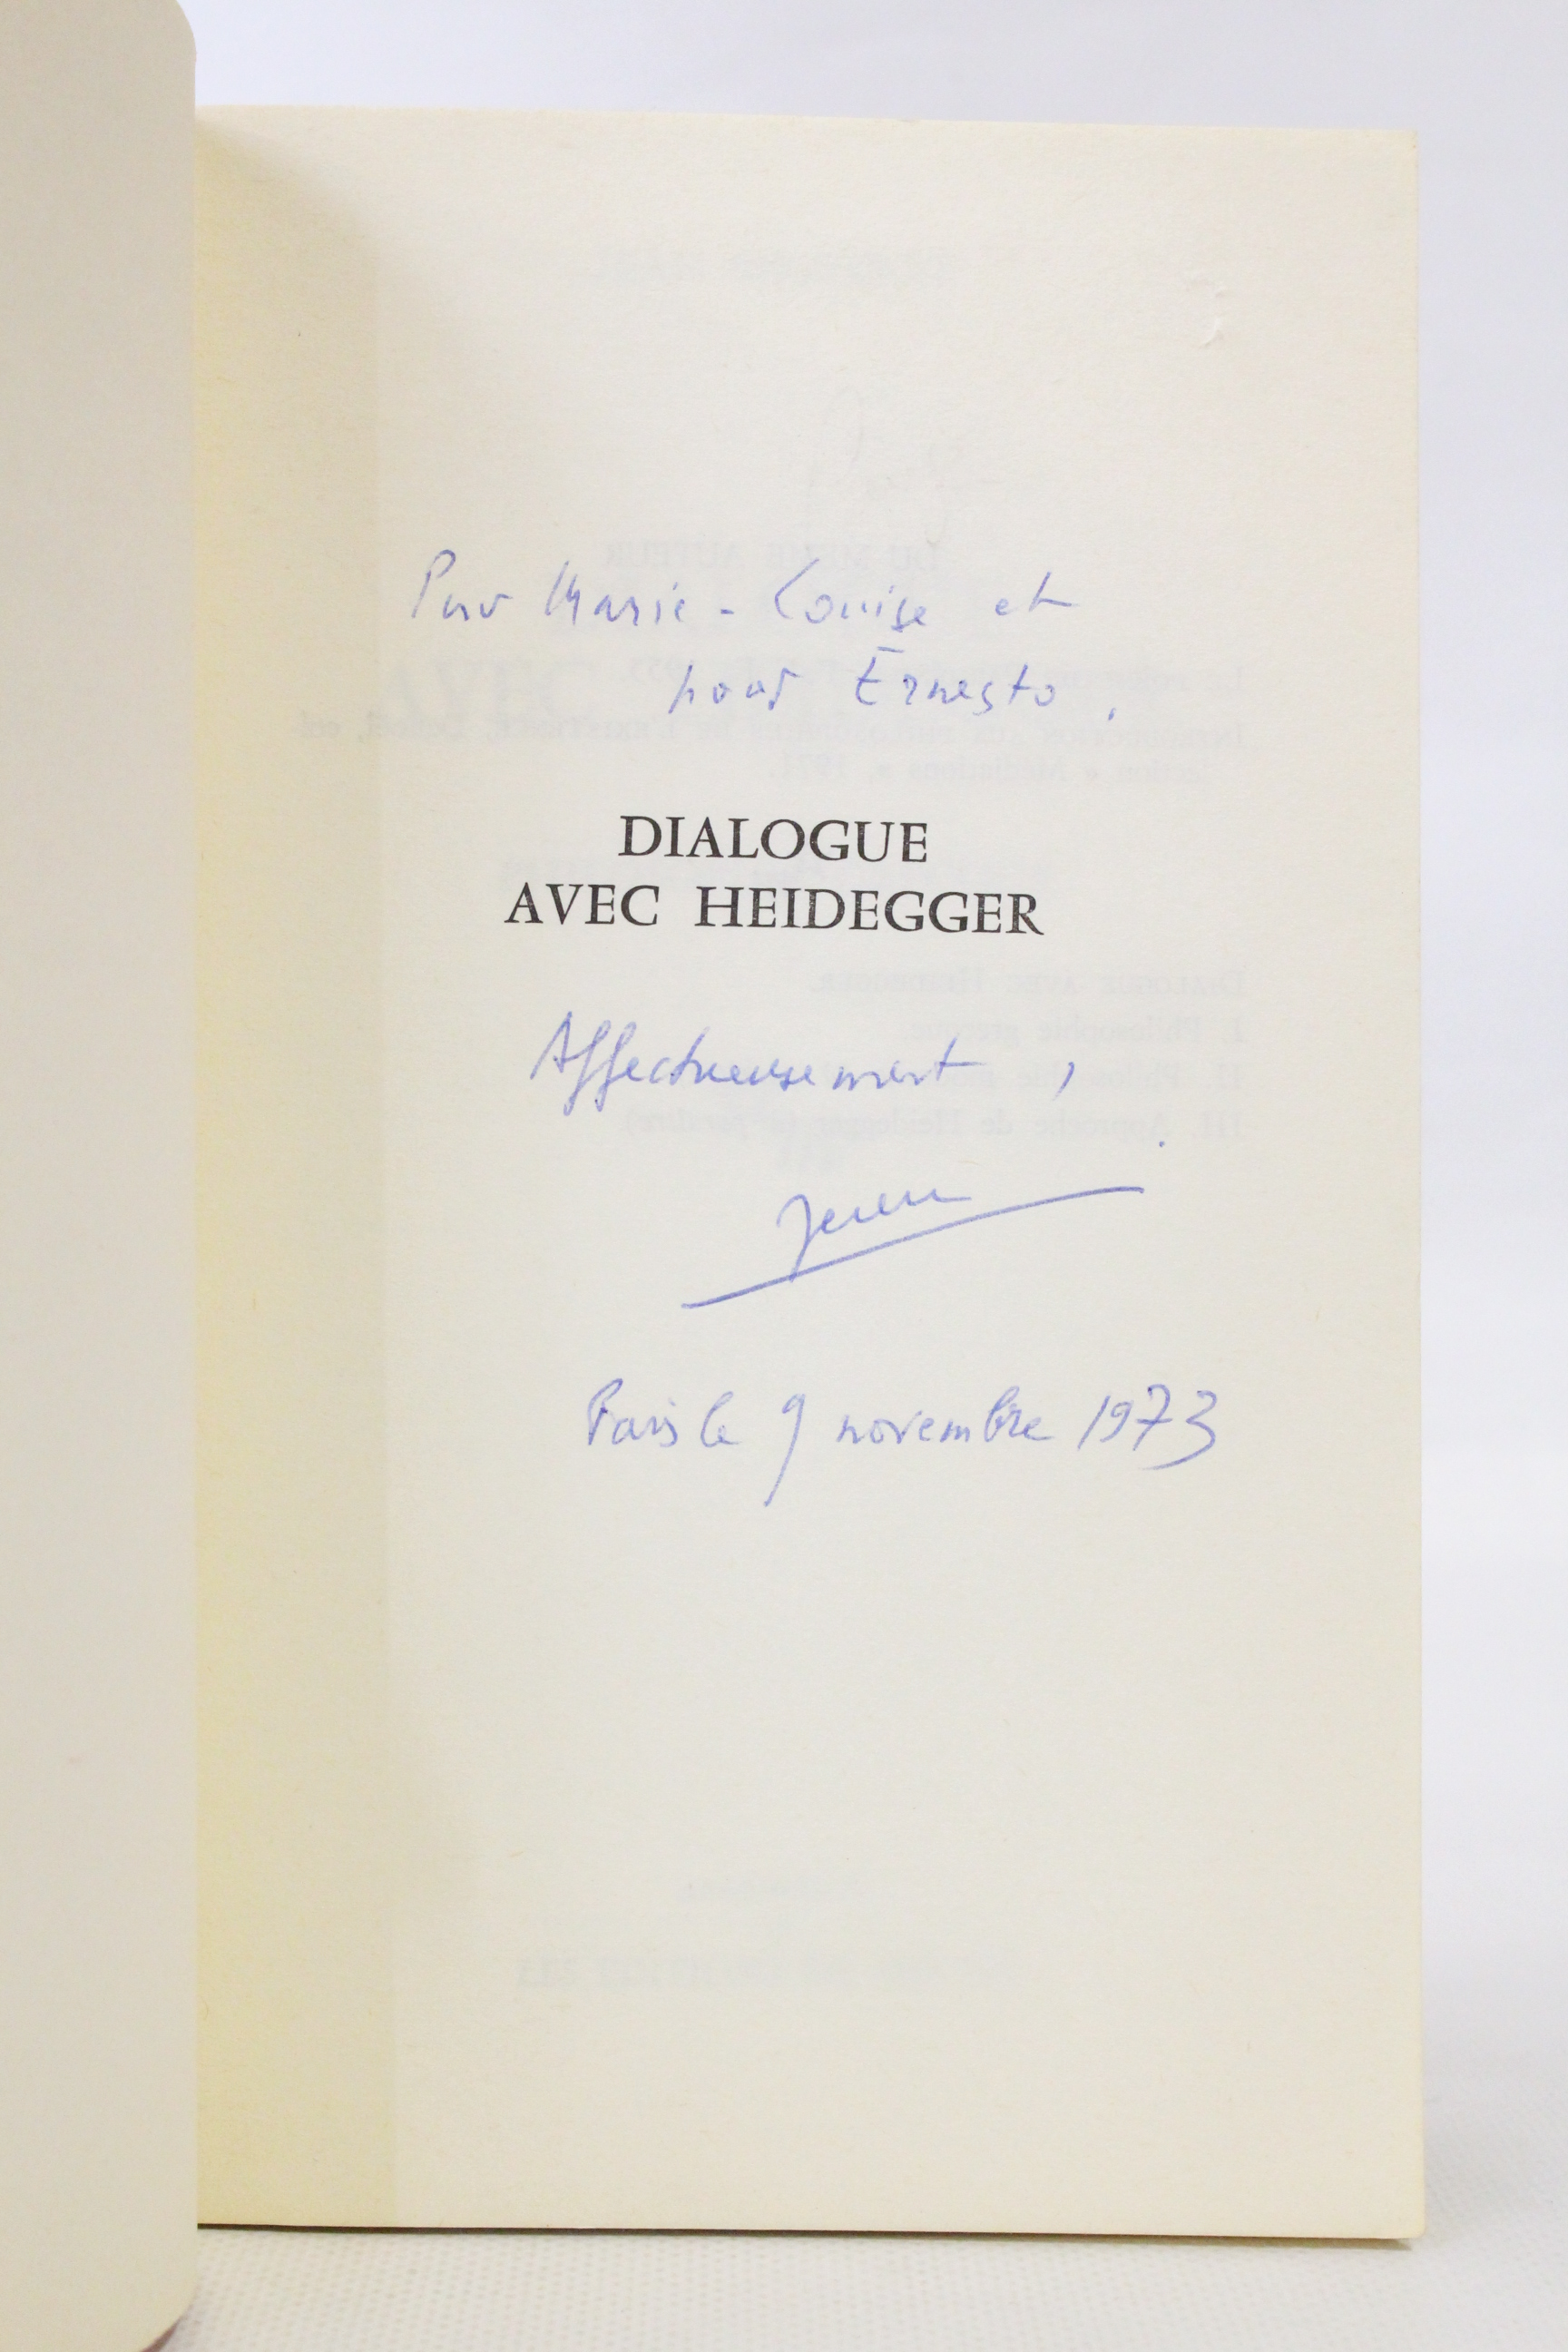 Pour Marie-Louise et
pour Ernesto,
DIALOGUE
AVEC HEIDEGGER
Affectueusement,
Jean
Paris le 9 novembre 1973